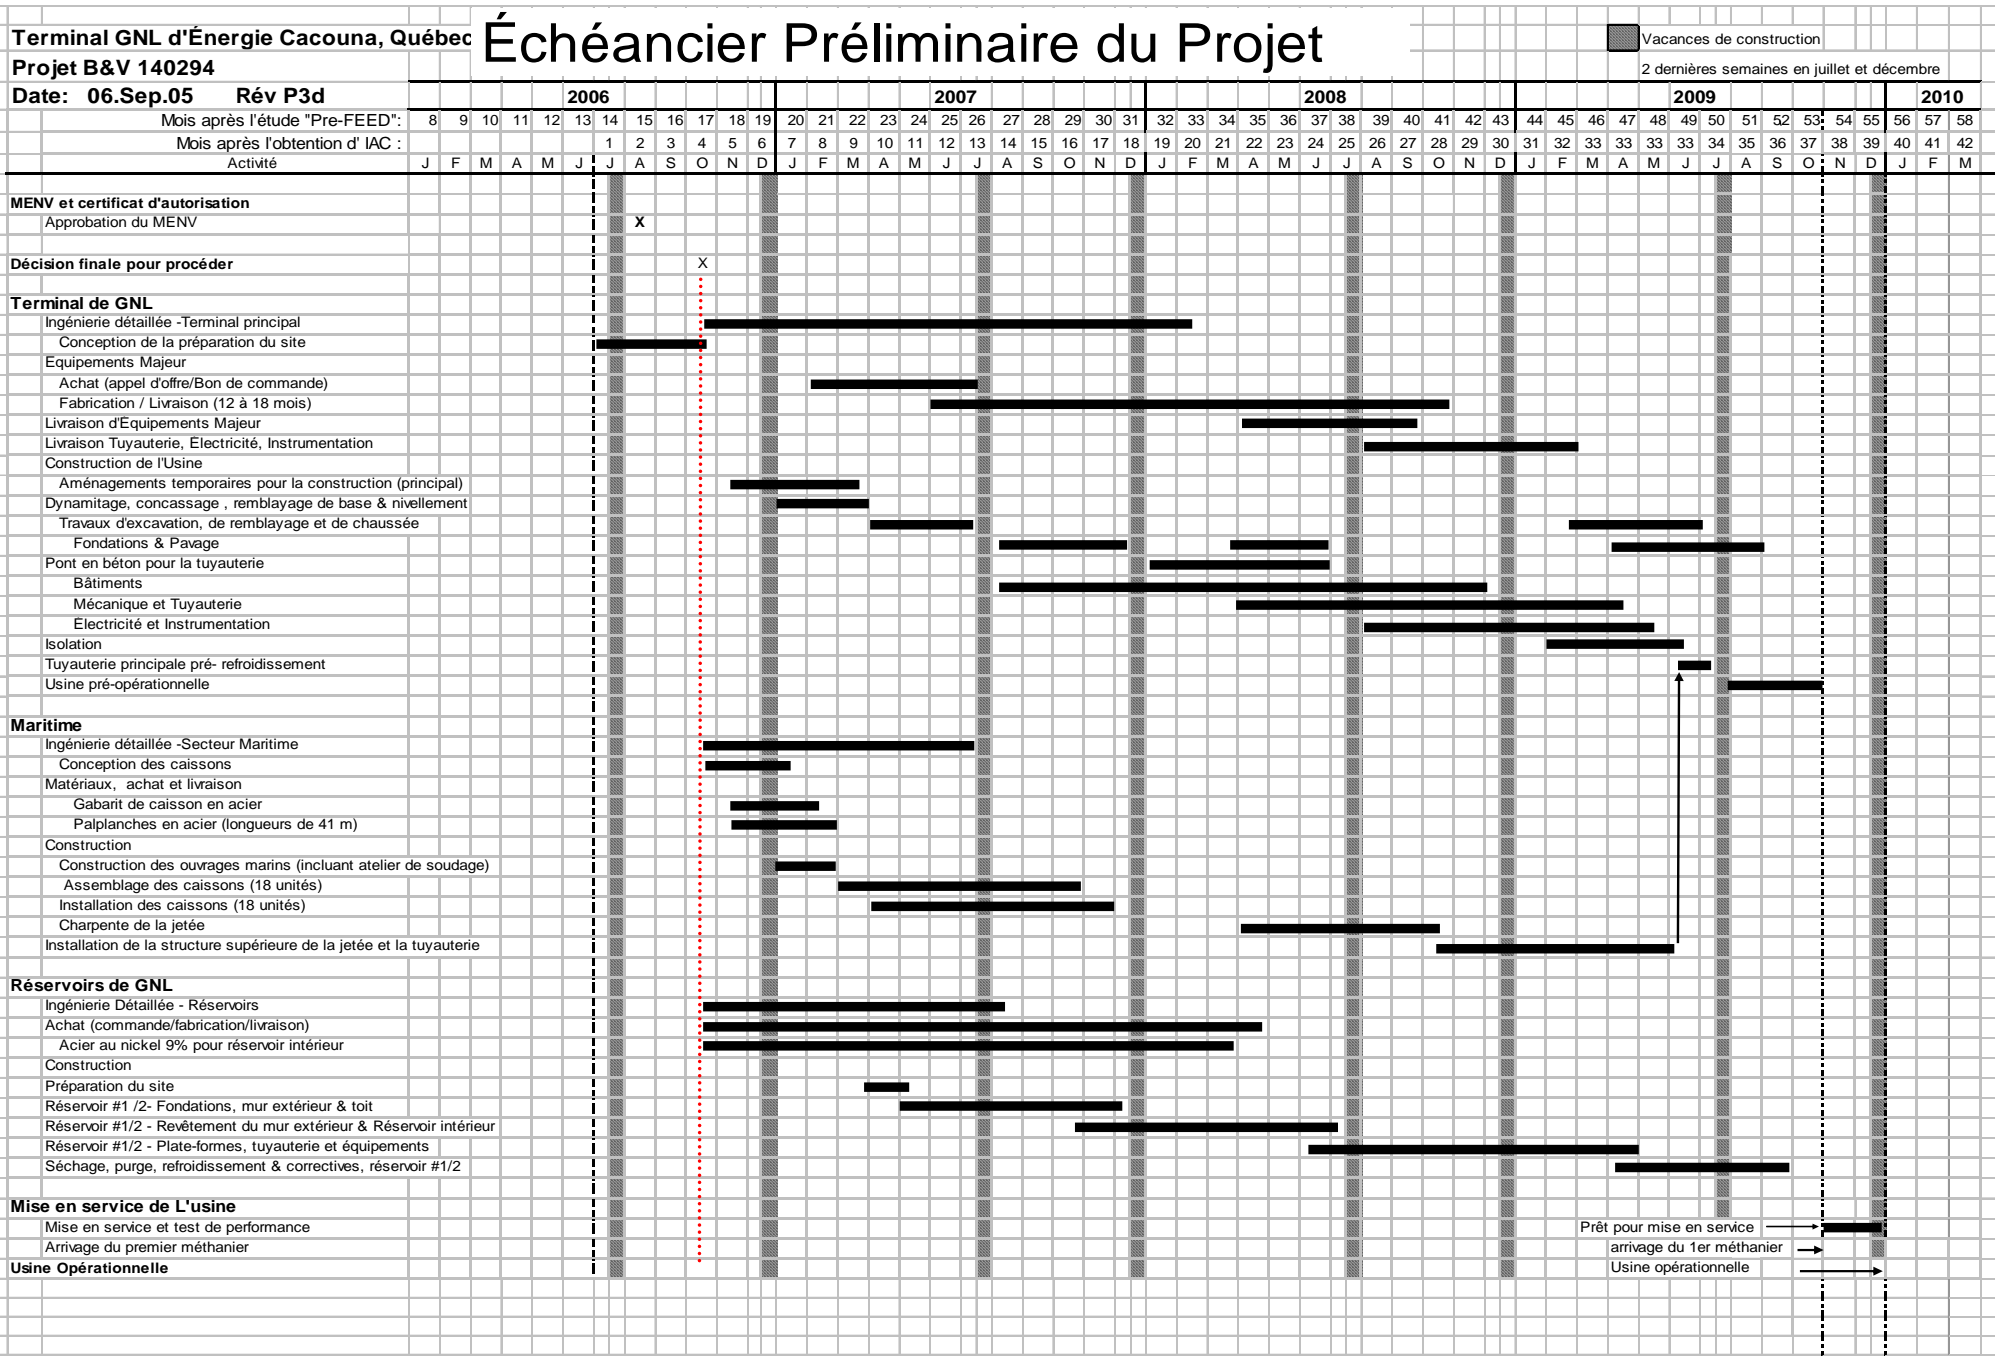 Échéancier Préliminaire du Projet
Terminal GNL d'Énergie Cacouna, Québec
Vacances de construction
Projet B&V 140294
2 dernières semaines en juillet et décembre
Date: 06.Sep.05 Rév P3d 2006 2007 2008 2009 2010
Mois après l'étude "Pre-FEED": 8 9 10 11 12 13 14 15 16 17 18 19 20 21 22 23 24 25 26 27 28 29 30 31 32 33 34 35 36 37 38 39 40 41 42 43 44 45 46 47 48 49 50 51 52 53 54 55 56 57 58
Mois après l'obtention d' IAC : 1 2 3 4 5 6 7 8 9 10 11 12 13 14 15 16 17 18 19 20 21 22 23 24 25 26 27 28 29 30 31 32 33 33 33 33 34 35 36 37 38 39 40 41 42
Activité J F M A M J J A S O N D J F M A M J J A S O N D J F M A M J J A S O N D J F M A M J J A S O N D J F M
MENV et certificat d'autorisation
Approbation du MENV X
Décision finale pour procéder X
Terminal de GNL
Ingénierie détaillée -Terminal principal
Conception de la préparation du site
Equipements Majeur
Achat (appel d'offre/Bon de commande)
Fabrication / Livraison (12 à 18 mois)
Livraison d'Équipements Majeur
Livraison Tuyauterie, Électricité, Instrumentation
Construction de l'Usine
Aménagements temporaires pour la construction (principal)
Dynamitage, concassage , remblayage de base & nivellement
Travaux d'excavation, de remblayage et de chaussée
Fondations & Pavage
Pont en béton pour la tuyauterie
Bâtiments
Mécanique et Tuyauterie
Électricité et Instrumentation
Isolation
Tuyauterie principale pré- refroidissement
Usine pré-opérationnelle
Maritime
Ingénierie détaillée -Secteur Maritime
Conception des caissons
Matériaux, achat et livraison
Gabarit de caisson en acier
Palplanches en acier (longueurs de 41 m)
Construction
Construction des ouvrages marins (incluant atelier de soudage)
Assemblage des caissons (18 unités)
Installation des caissons (18 unités)
Charpente de la jetée
Installation de la structure supérieure de la jetée et la tuyauterie
Réservoirs de GNL
Ingénierie Détaillée - Réservoirs
Achat (commande/fabrication/livraison)
Acier au nickel 9% pour réservoir intérieur
Construction
Préparation du site
Réservoir #1 /2- Fondations, mur extérieur & toit
Réservoir #1/2 - Revêtement du mur extérieur & Réservoir intérieur
Réservoir #1/2 - Plate-formes, tuyauterie et équipements
Séchage, purge, refroidissement & correctives, réservoir #1/2
Mise en service de L'usine
Mise en service et test de performance Prêt pour mise en service
Arrivage du premier méthanier arrivage du 1er méthanier
Usine Opérationnelle Usine opérationnelle